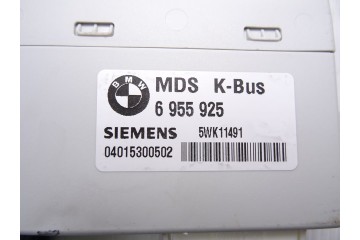 BMW
MDS K-Bus
6 955 925
SIEMENS 5WK11491
04015300502